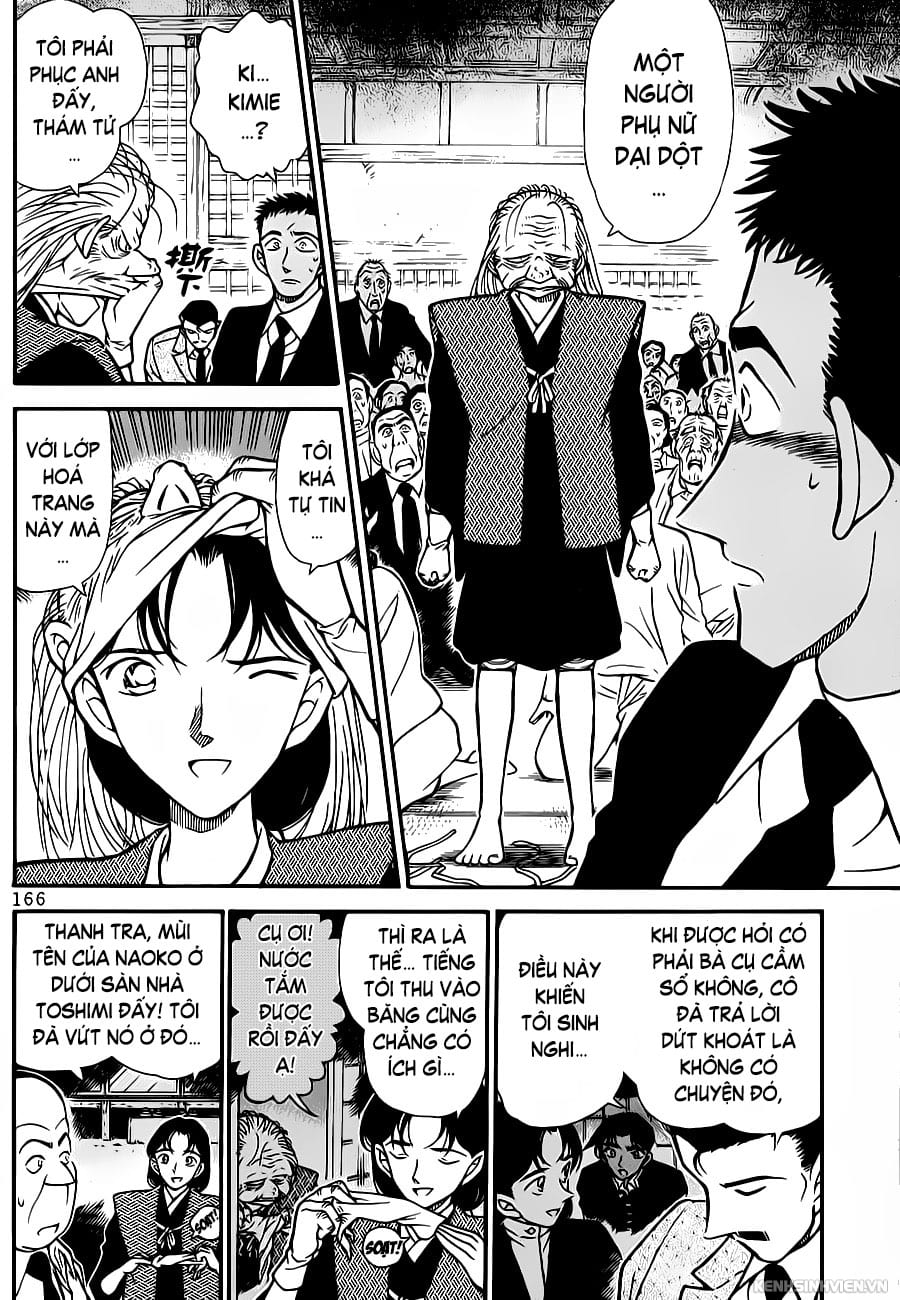 MỘT
NGƯỜI
PHỤ NỮ
DẠI DỘT
...
KI...
KIMIE
...?
TÔI PHẢI
PHỤC ANH
ĐẤY,
THÁM TỬ
...
撕
下
TÔI
KHÁ
TỰ TIN
...
VỚI LỚP
HOÁ
TRANG
NÀY MÀ
...
166
KHI ĐƯỢC HỎI CÓ
PHẢI BÀ CỤ CẦM
SỔ KHÔNG, CÔ
ĐÃ TRẢ LỜI
DỨT KHOÁT LÀ
KHÔNG CÓ
CHUYỆN ĐÓ,
ĐIỀU NÀY
KHIẾN
TÔI SINH
NGHI...
THÌ RA LÀ
THẾ... TIẾNG
TÔI THU VÀO
BĂNG CŨNG
CHẲNG CÓ
ÍCH GÌ...
SOẠT!
CỤ ƠI!
NƯỚC
TẮM
ĐƯỢC
RỒI ĐẤY
Ạ!
THANH TRA, MŨI
TÊN CỦA NAOKO Ở
DƯỚI SÀN NHÀ
TOSHIMI ĐẤY! TÔI
ĐÃ VỨT NÓ Ở ĐÓ...
SOẠT!
KENHSINHVIEN.VN